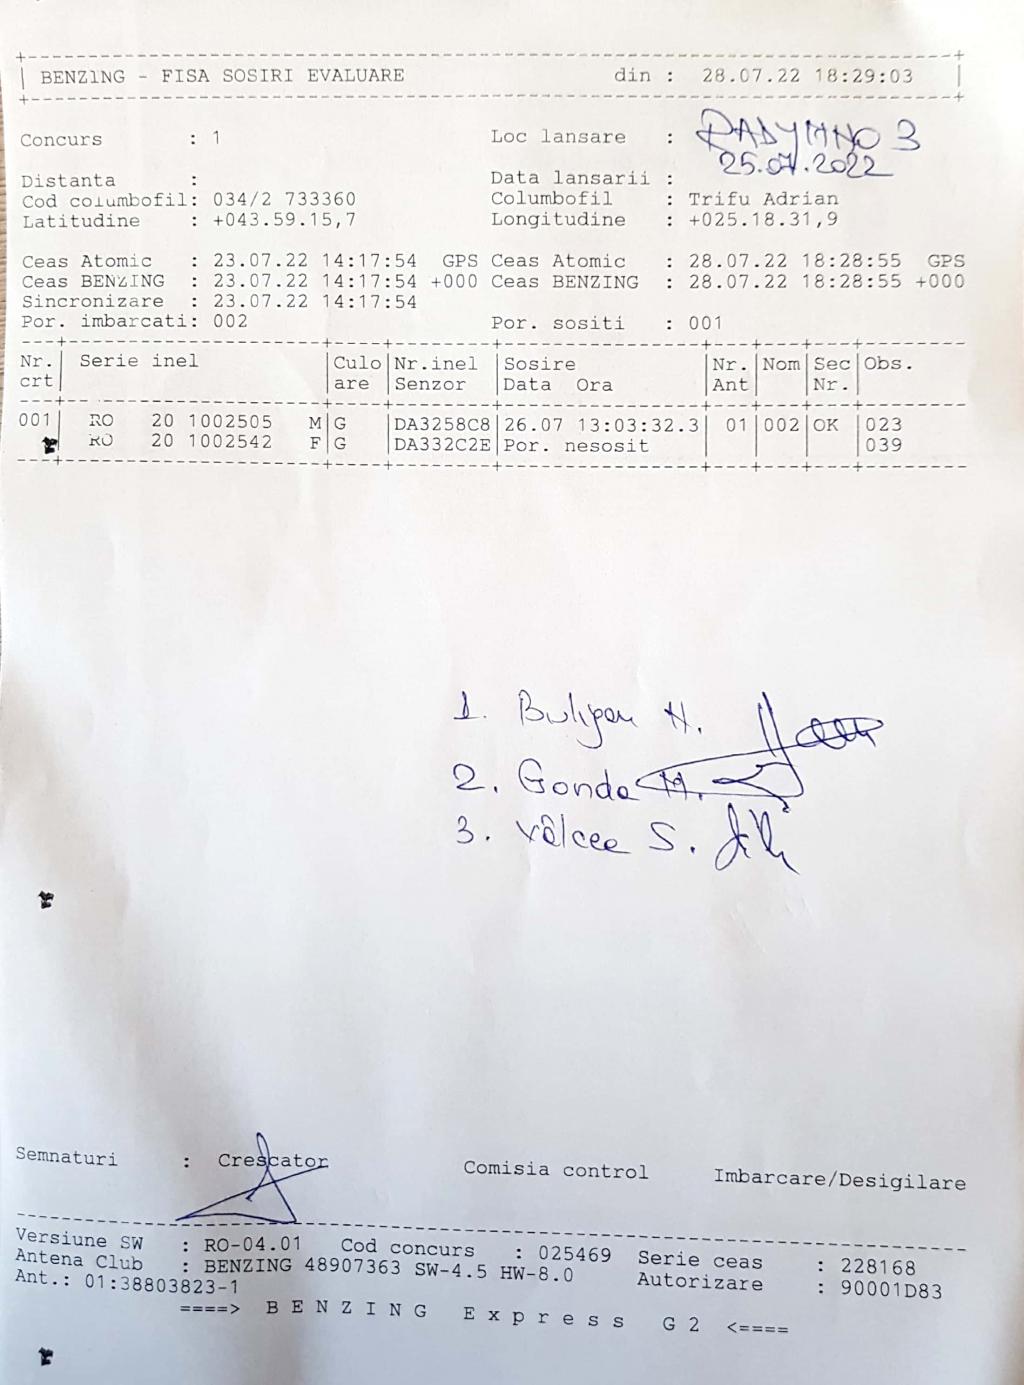 BENZING - FISA SOSIRI EVALUARE din : 28.07.22 18:29:03
Concurs : 1 Loc lansare : RADYMNO 3
25.07.2022
Distanta : Data lansarii :
Cod columbofil: 034/2 733360 Columbofil : Trifu Adrian
Latitudine : +043.59.15,7 Longitudine : +025.18.31,9
Ceas Atomic : 23.07.22 14:17:54 GPS Ceas Atomic : 28.07.22 18:28:55 GPS
Ceas BENZING : 23.07.22 14:17:54 +000 Ceas BENZING : 28.07.22 18:28:55 +000
Sincronizare : 23.07.22 14:17:54
Por. imbarcati: 002 Por. sositi : 001
Nr. Serie inel Culo Nr.inel Sosire Nr. Nom Sec Obs.
crt are Senzor Data Ora Ant Nr.
001 RO 20 1002505 M G DA3258C8 26.07 13:03:32.3 01 002 OK 023
RO 20 1002542 F G DA332C2E Por. nesosit 039
1. H.
2. Gonda M.
3. Vâlcea S.
Semnaturi : Crescator Comisia control Imbarcare/Desigilare
Versiune SW : RO-04.01 Cod concurs : 025469 Serie ceas : 228168
Antena Club : BENZING 48907363 SW-4.5 HW-8.0 Autorizare : 90001D83
Ant.: 01:38803823-1
====> B E N Z I N G E x p r e s s G 2 <====